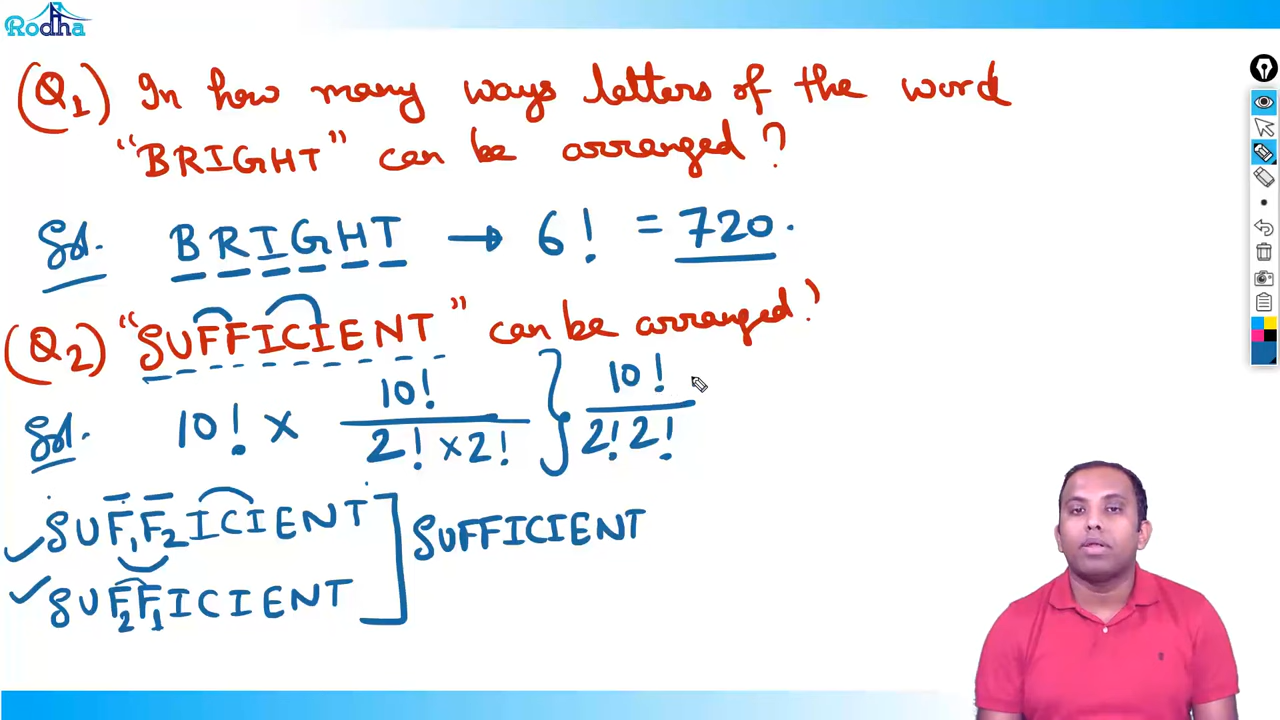 Rodha
(Q1) In how many ways letters of the word
"BRIGHT" can be arranged?
Sol. BRIGHT → 6! = 720.
(Q2) "SUFFICIENT" can be arranged?
Sol. 10! × 10! / 2! × 2! } 10! / 2! 2!
SUF1F2ICIENT ] SUFFICIENT
SUF2F1ICIENT